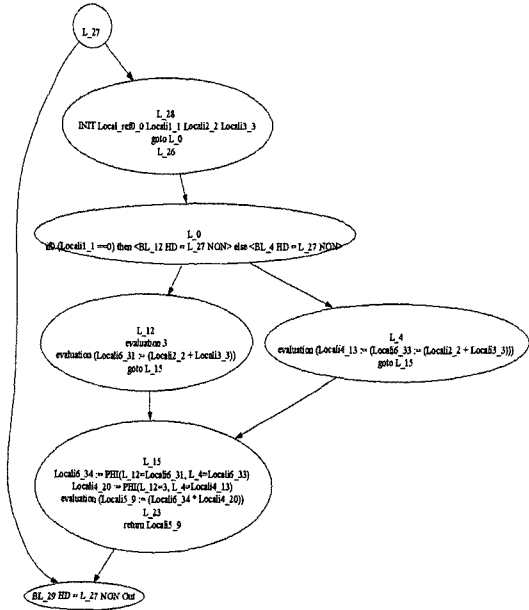 L_27
L_28
INIT Local_ref0_0 Locali1_1 Locali2_2 Locali3_3
goto L_0
L_26
L_0
if0 (Locali1_1 ==0) then <BL_12 HD = L_27 NON> else <BL_4 HD = L_27 NON>
L_12
evaluation 3
evaluation (Locali6_31 := (Locali2_2 + Locali3_3))
goto L_15
L_4
evaluation (Locali4_13 := (Locali6_33 := (Locali2_2 + Locali3_3)))
goto L_15
L_15
Locali6_34 := PHI(L_12=Locali6_31, L_4=Locali6_33)
Locali4_20 := PHI(L_12=3, L_4=Locali4_13)
evaluation (Locali5_9 := (Locali6_34 * Locali4_20))
L_23
return Locali5_9
BL_29 HD = L_27 NON Out